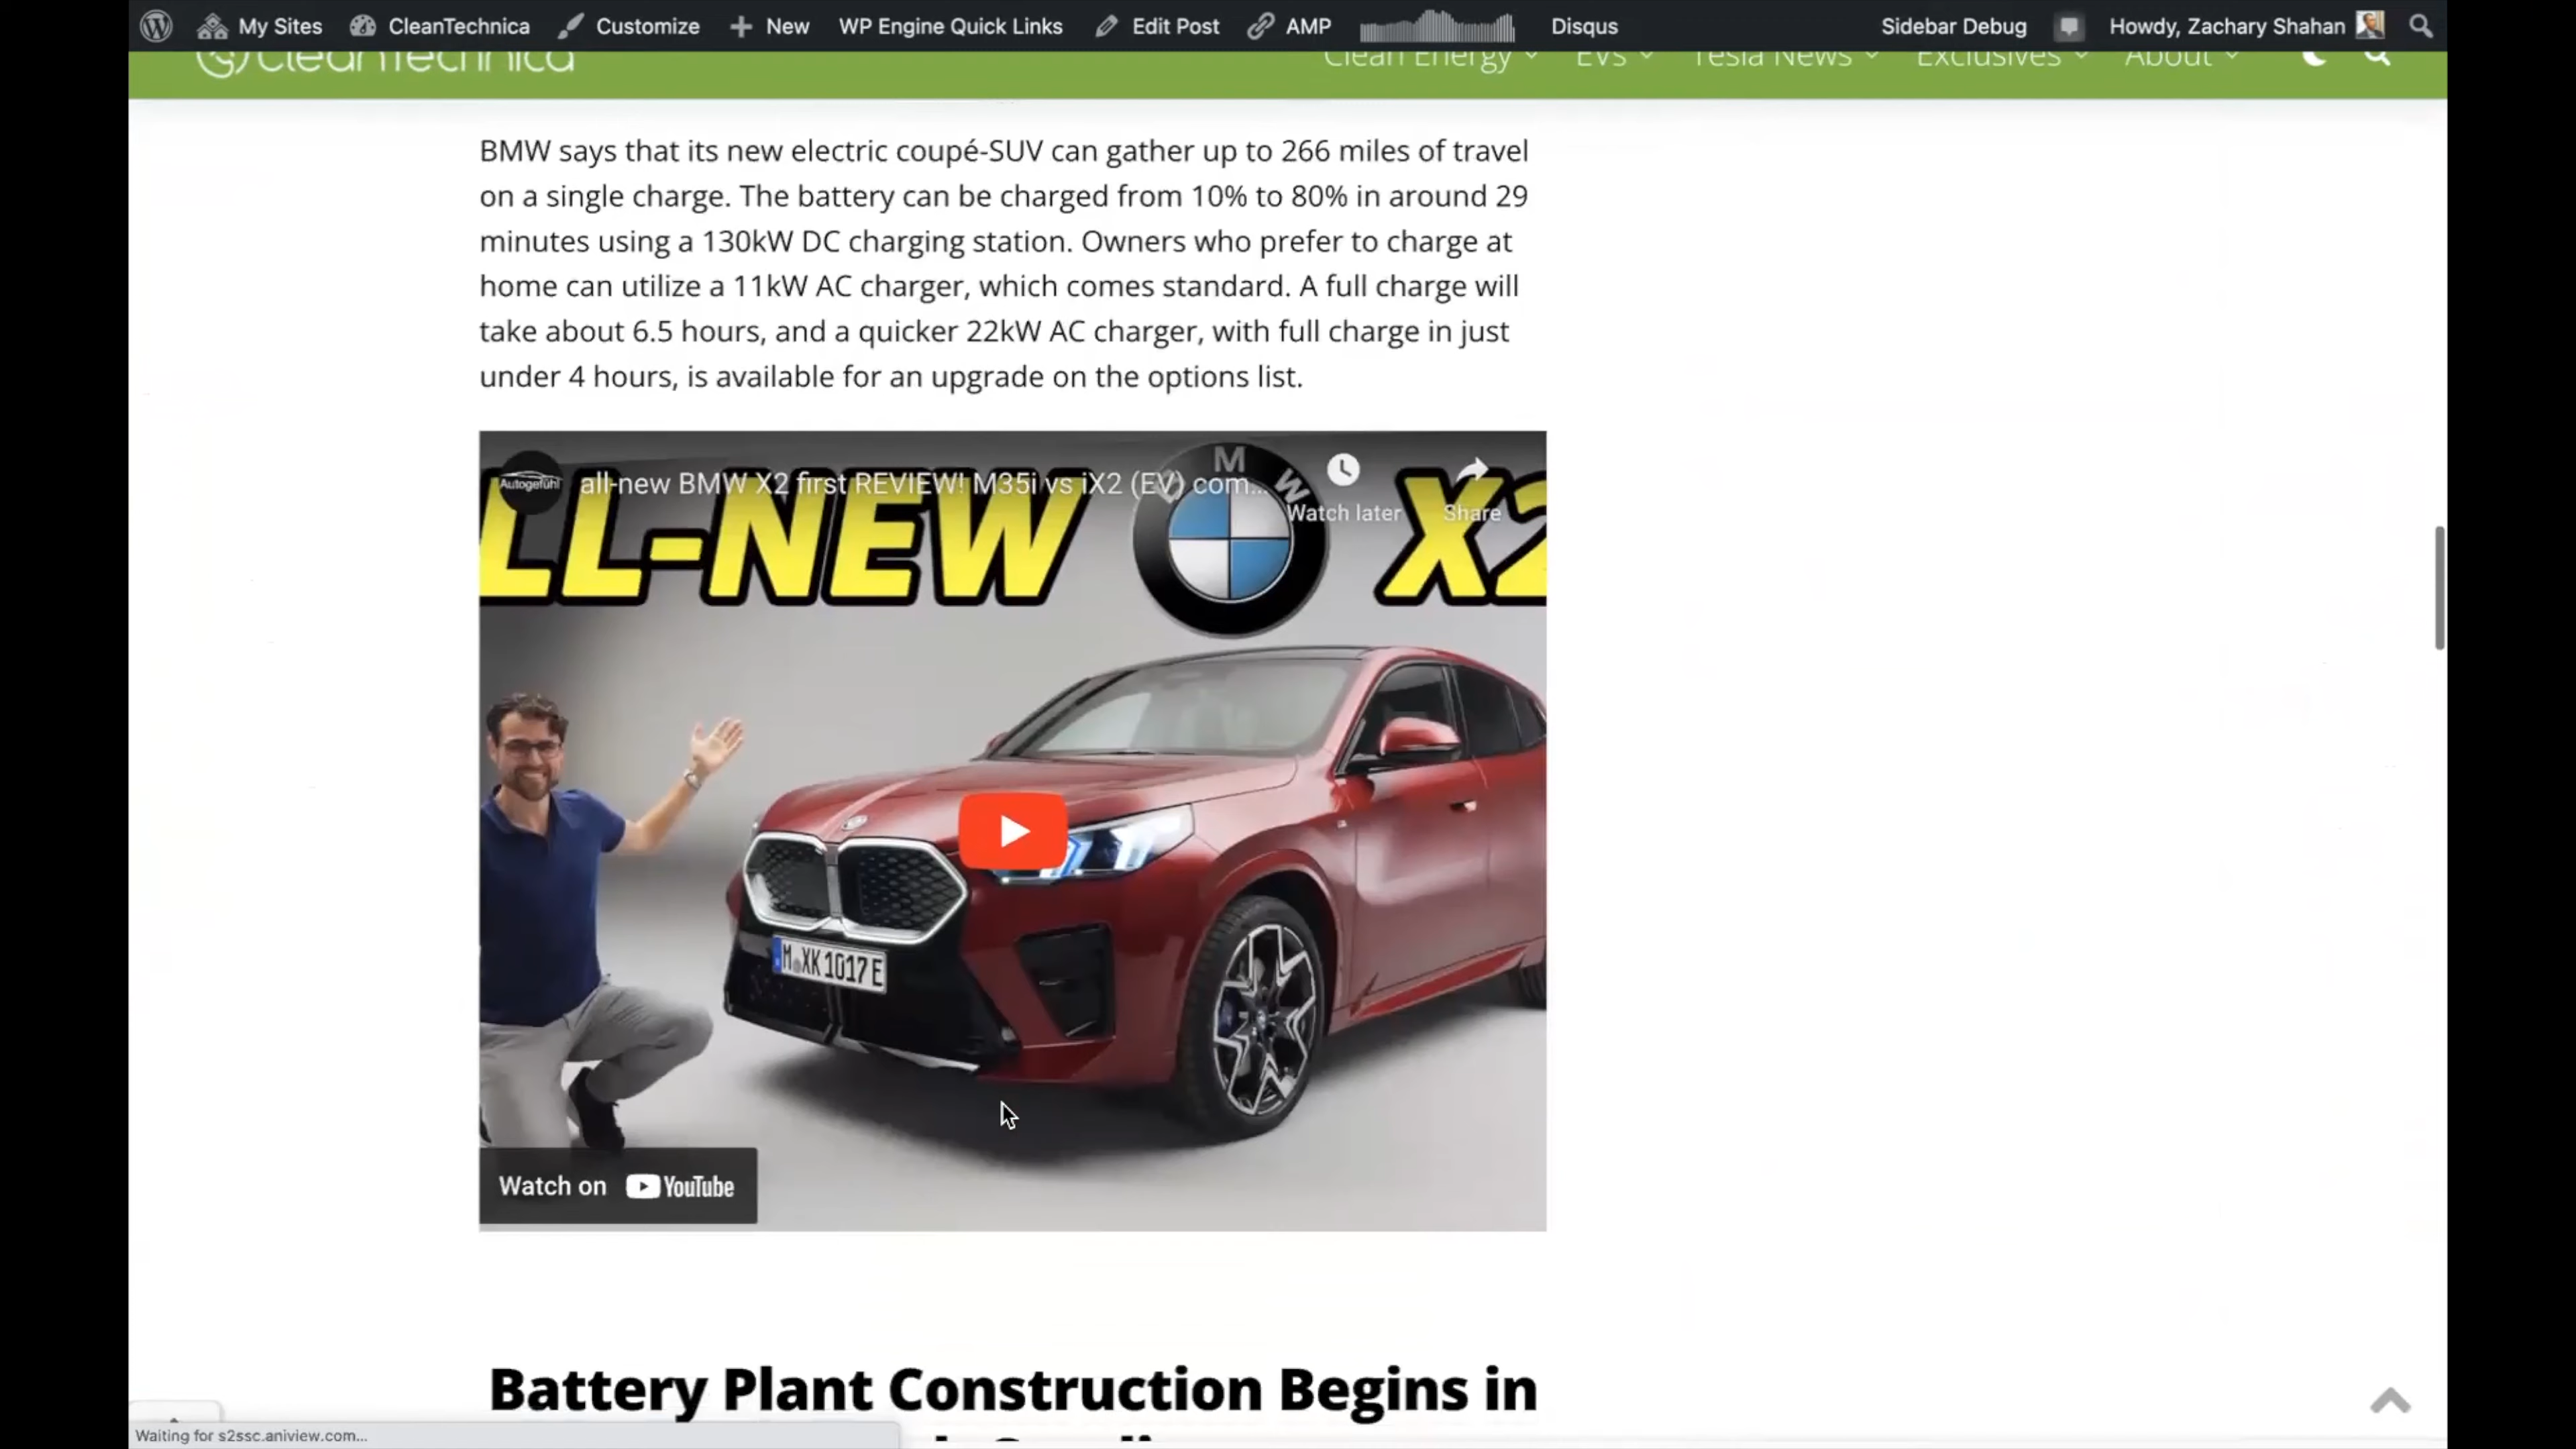 My Sites CleanTechnica Customize New WP Engine Quick Links Edit Post AMP Disqus Sidebar Debug Howdy, Zachary Shahan
CleanTechnica Clean Energy EVs Tesla News Exclusives About
BMW says that its new electric coupé-SUV can gather up to 266 miles of travel
on a single charge. The battery can be charged from 10% to 80% in around 29
minutes using a 130kW DC charging station. Owners who prefer to charge at
home can utilize a 11kW AC charger, which comes standard. A full charge will
take about 6.5 hours, and a quicker 22kW AC charger, with full charge in just
under 4 hours, is available for an upgrade on the options list.
Autogefühl all-new BMW X2 first REVIEW! M35i vs iX2 (EV) com...
Watch later Share
LL-NEW BMW X2
M XK 1017 E
Watch on YouTube
Battery Plant Construction Begins in
Waiting for s2ssc.aniview.com...